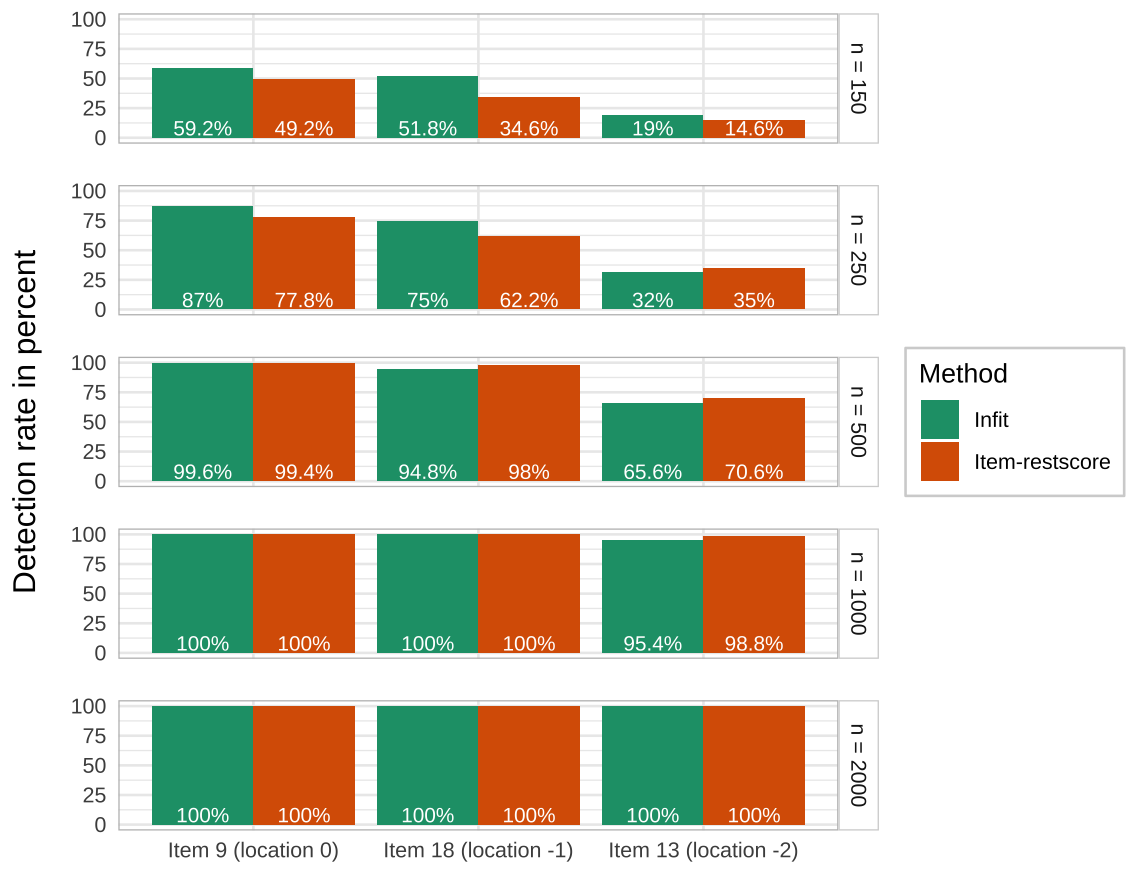 Detection rate in percent
100
75
50
25
0
59.2% 49.2% 51.8% 34.6% 19% 14.6%
n = 150
100
75
50
25
0
87% 77.8% 75% 62.2% 32% 35%
n = 250
100
75
50
25
0
99.6% 99.4% 94.8% 98% 65.6% 70.6%
n = 500
100
75
50
25
0
100% 100% 100% 100% 95.4% 98.8%
n = 1000
100
75
50
25
0
100% 100% 100% 100% 100% 100%
n = 2000
Item 9 (location 0) Item 18 (location -1) Item 13 (location -2)
Method
Infit
Item-restscore